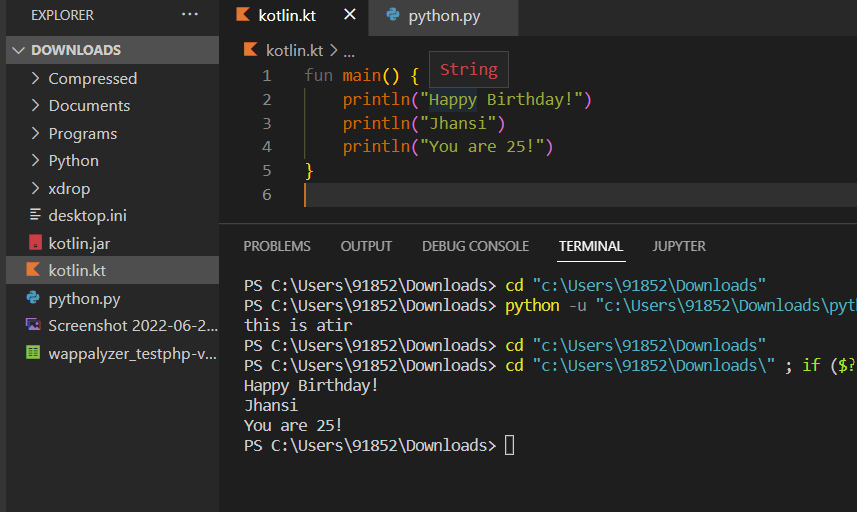 EXPLORER ...
DOWNLOADS
Compressed
Documents
Programs
Python
xdrop
desktop.ini
kotlin.jar
kotlin.kt
python.py
Screenshot 2022-06-2...
wappalyzer_testphp-v...
kotlin.kt python.py
kotlin.kt > ...
String
1 fun main() {
2 println("Happy Birthday!")
3 println("Jhansi")
4 println("You are 25!")
5 }
6
PROBLEMS OUTPUT DEBUG CONSOLE TERMINAL JUPYTER
PS C:\Users\91852\Downloads> cd "c:\Users\91852\Downloads"
PS C:\Users\91852\Downloads> python -u "c:\Users\91852\Downloads\pyth
this is atir
PS C:\Users\91852\Downloads> cd "c:\Users\91852\Downloads"
PS C:\Users\91852\Downloads> cd "c:\Users\91852\Downloads\" ; if ($?
Happy Birthday!
Jhansi
You are 25!
PS C:\Users\91852\Downloads>